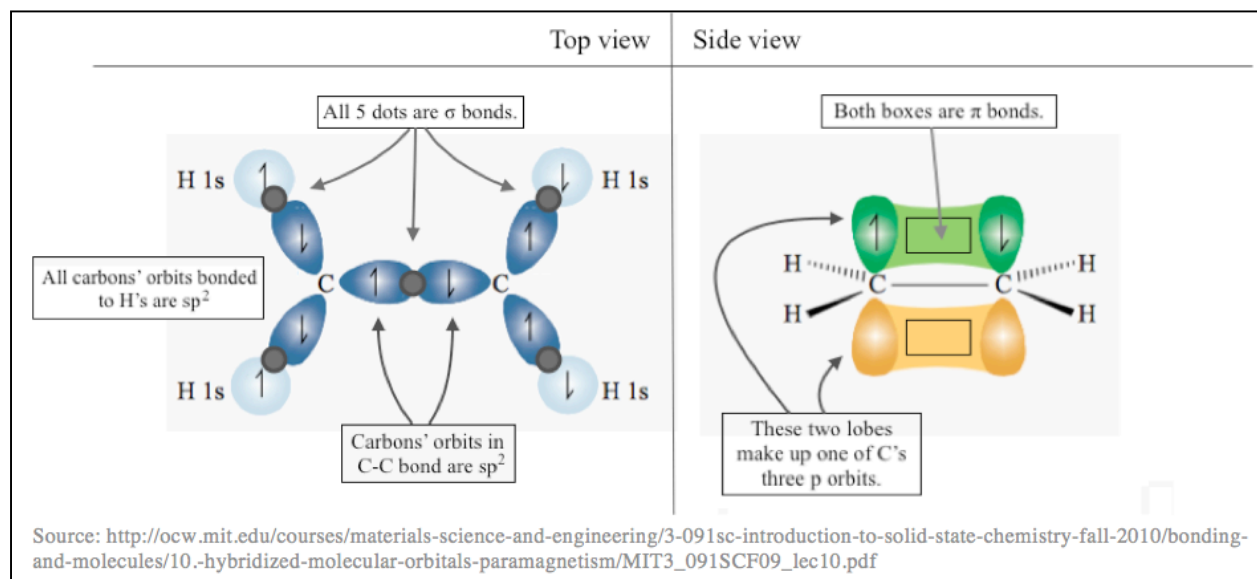 Top view
Side view
All 5 dots are σ bonds.
Both boxes are π bonds.
H 1s
H 1s
All carbons' orbits bonded
to H's are sp²
C
C
H 1s
H 1s
Carbons' orbits in
C-C bond are sp²
H
H
C
C
H
H
These two lobes
make up one of C's
three p orbits.
Source: http://ocw.mit.edu/courses/materials-science-and-engineering/3-091sc-introduction-to-solid-state-chemistry-fall-2010/bonding-
and-molecules/10.-hybridized-molecular-orbitals-paramagnetism/MIT3_091SCF09_lec10.pdf